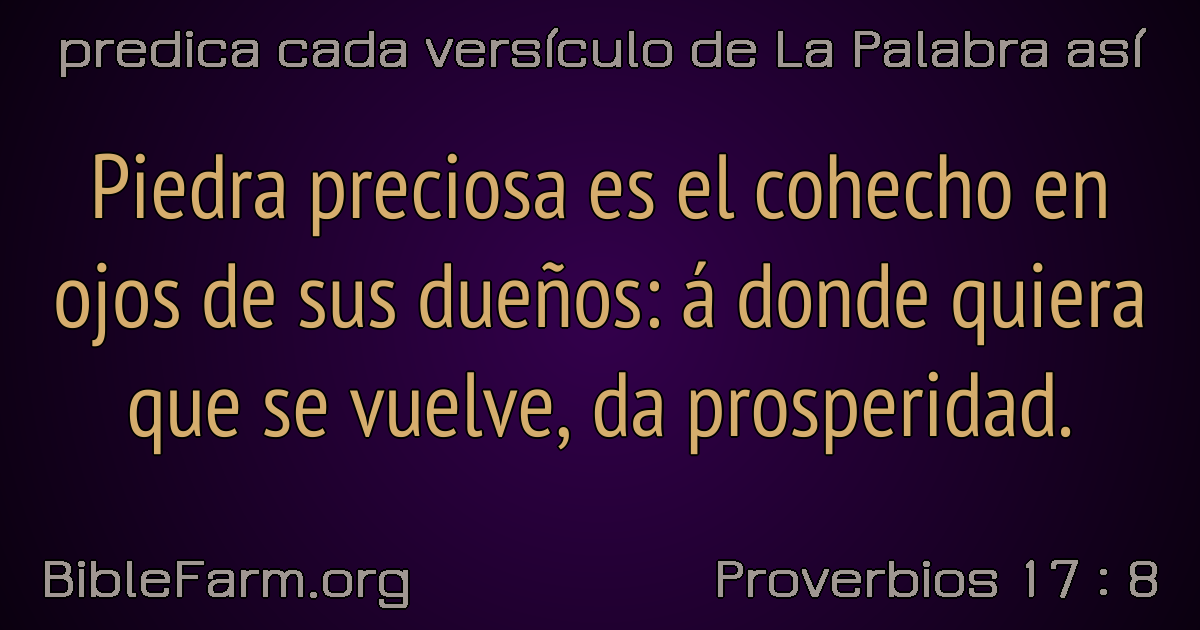 predica cada versículo de La Palabra así
Piedra preciosa es el cohecho en
ojos de sus dueños: á donde quiera
que se vuelve, da prosperidad.
BibleFarm.org
Proverbios 17 : 8